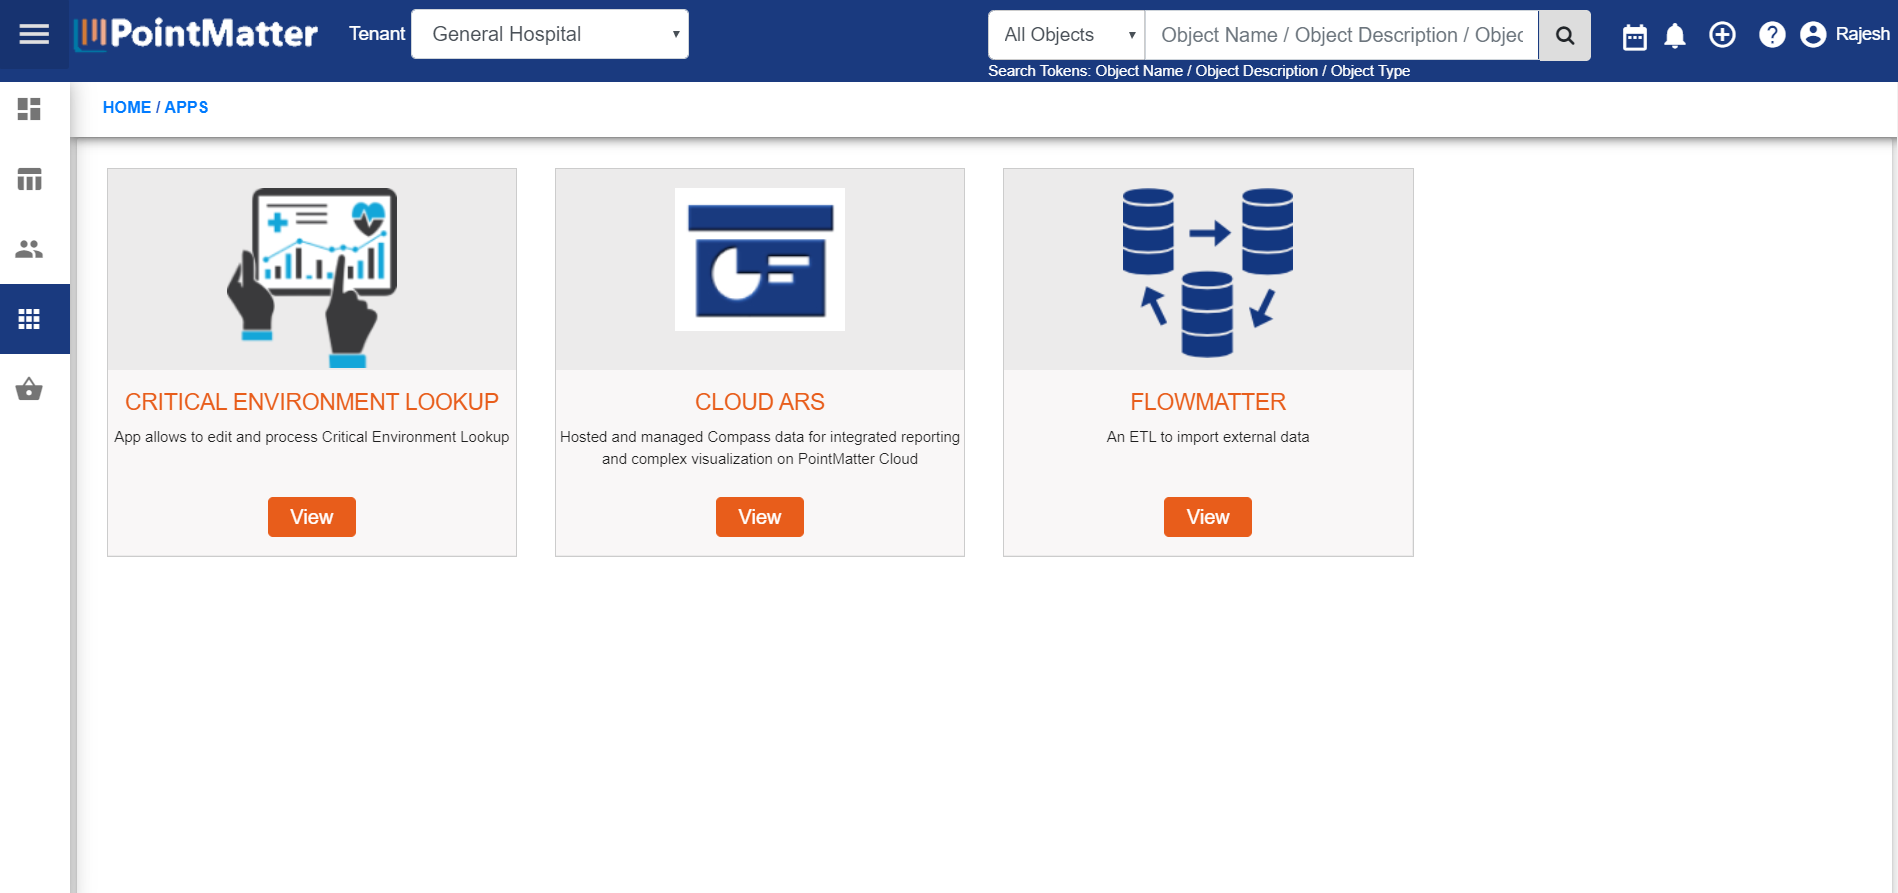 PointMatter
Tenant
General Hospital
All Objects
Object Name / Object Description / Objec
Rajesh
Search Tokens: Object Name / Object Description / Object Type
HOME / APPS
CRITICAL ENVIRONMENT LOOKUP
App allows to edit and process Critical Environment Lookup
View
CLOUD ARS
Hosted and managed Compass data for integrated reporting
and complex visualization on PointMatter Cloud
View
FLOWMATTER
An ETL to import external data
View